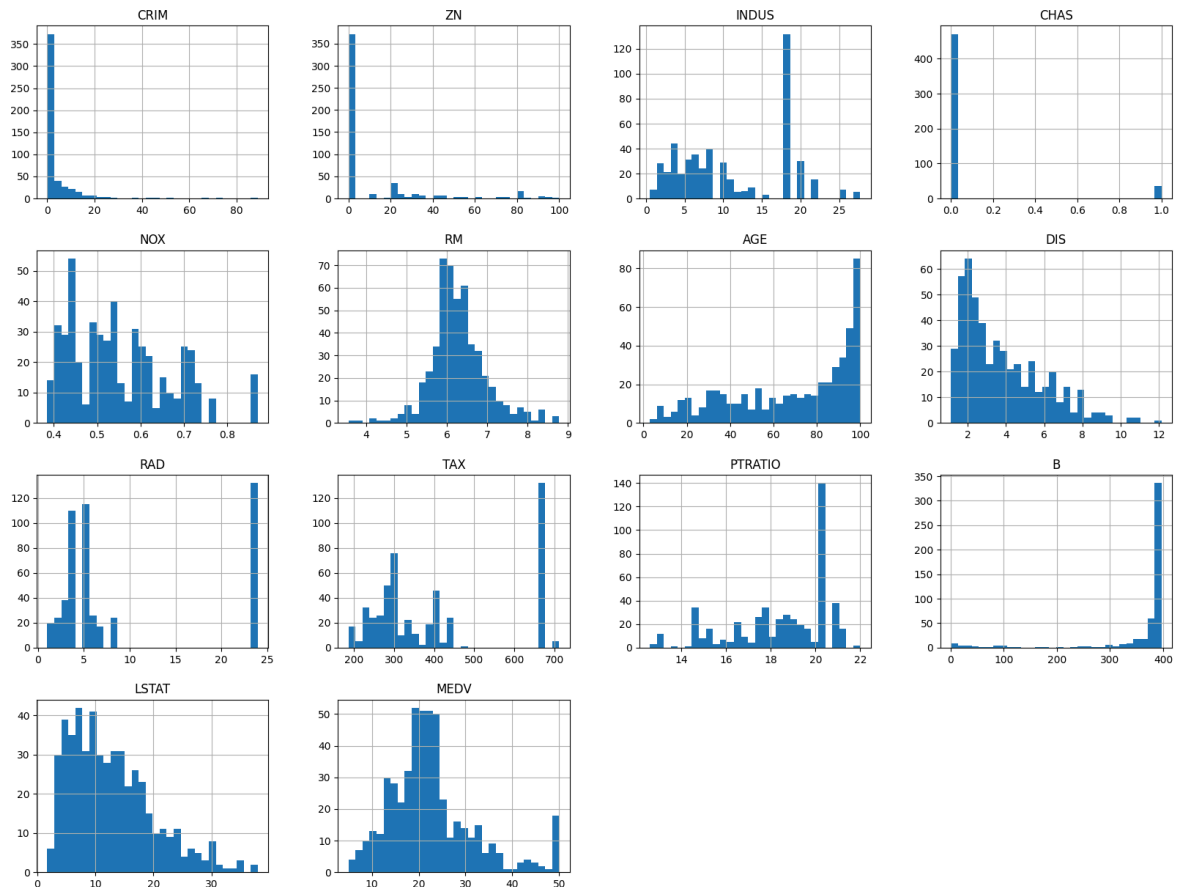 CRIM ZN INDUS CHAS
350 300 250 200 150 100 50 0
0 20 40 60 80
350 300 250 200 150 100 50 0
0 20 40 60 80 100
120 100 80 60 40 20 0
0 5 10 15 20 25
400 300 200 100 0
0.0 0.2 0.4 0.6 0.8 1.0
NOX RM AGE DIS
50 40 30 20 10 0
0.4 0.5 0.6 0.7 0.8
70 60 50 40 30 20 10 0
4 5 6 7 8 9
80 60 40 20 0
0 20 40 60 80 100
60 50 40 30 20 10 0
2 4 6 8 10 12
RAD TAX PTRATIO B
120 100 80 60 40 20 0
0 5 10 15 20 25
120 100 80 60 40 20 0
200 300 400 500 600 700
140 120 100 80 60 40 20 0
14 16 18 20 22
350 300 250 200 150 100 50 0
0 100 200 300 400
LSTAT MEDV
40 30 20 10 0
10 20 30
50 40 30 20 10 0
10 20 30 40 50